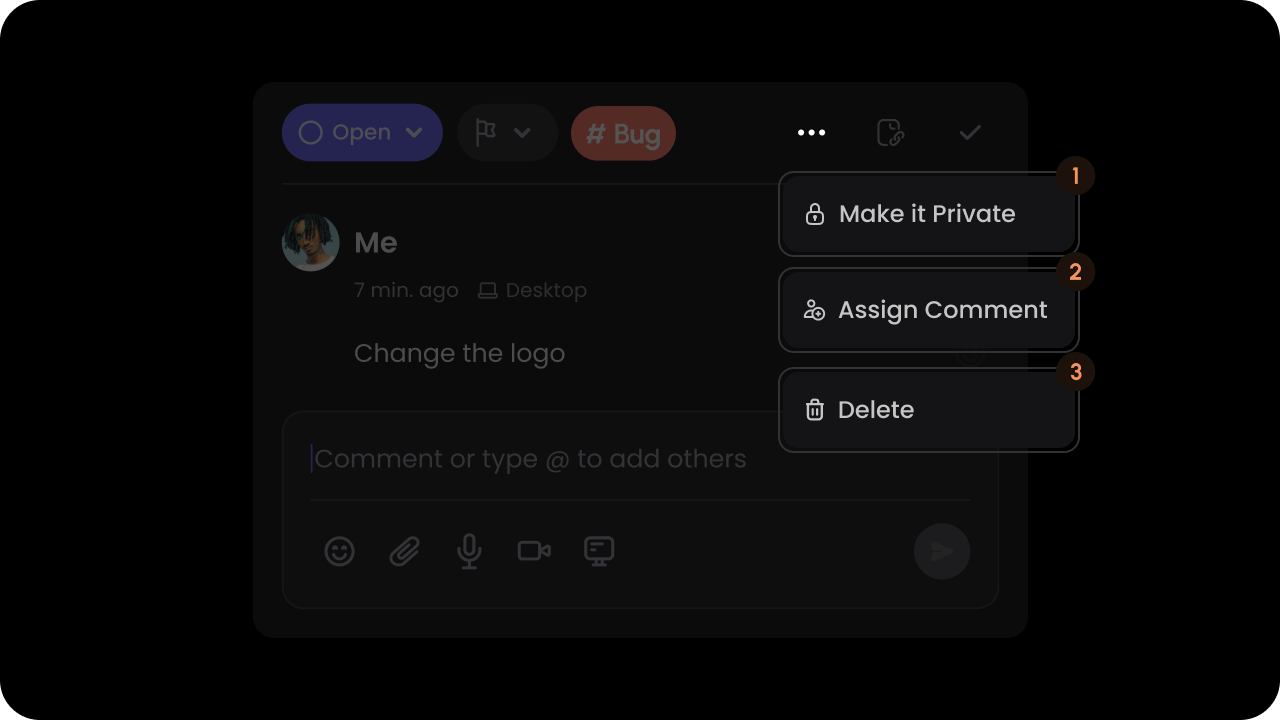 Open
# Bug
1
Make it Private
Me
2
7 min. ago Desktop
Assign Comment
Change the logo
3
Delete
Comment or type @ to add others